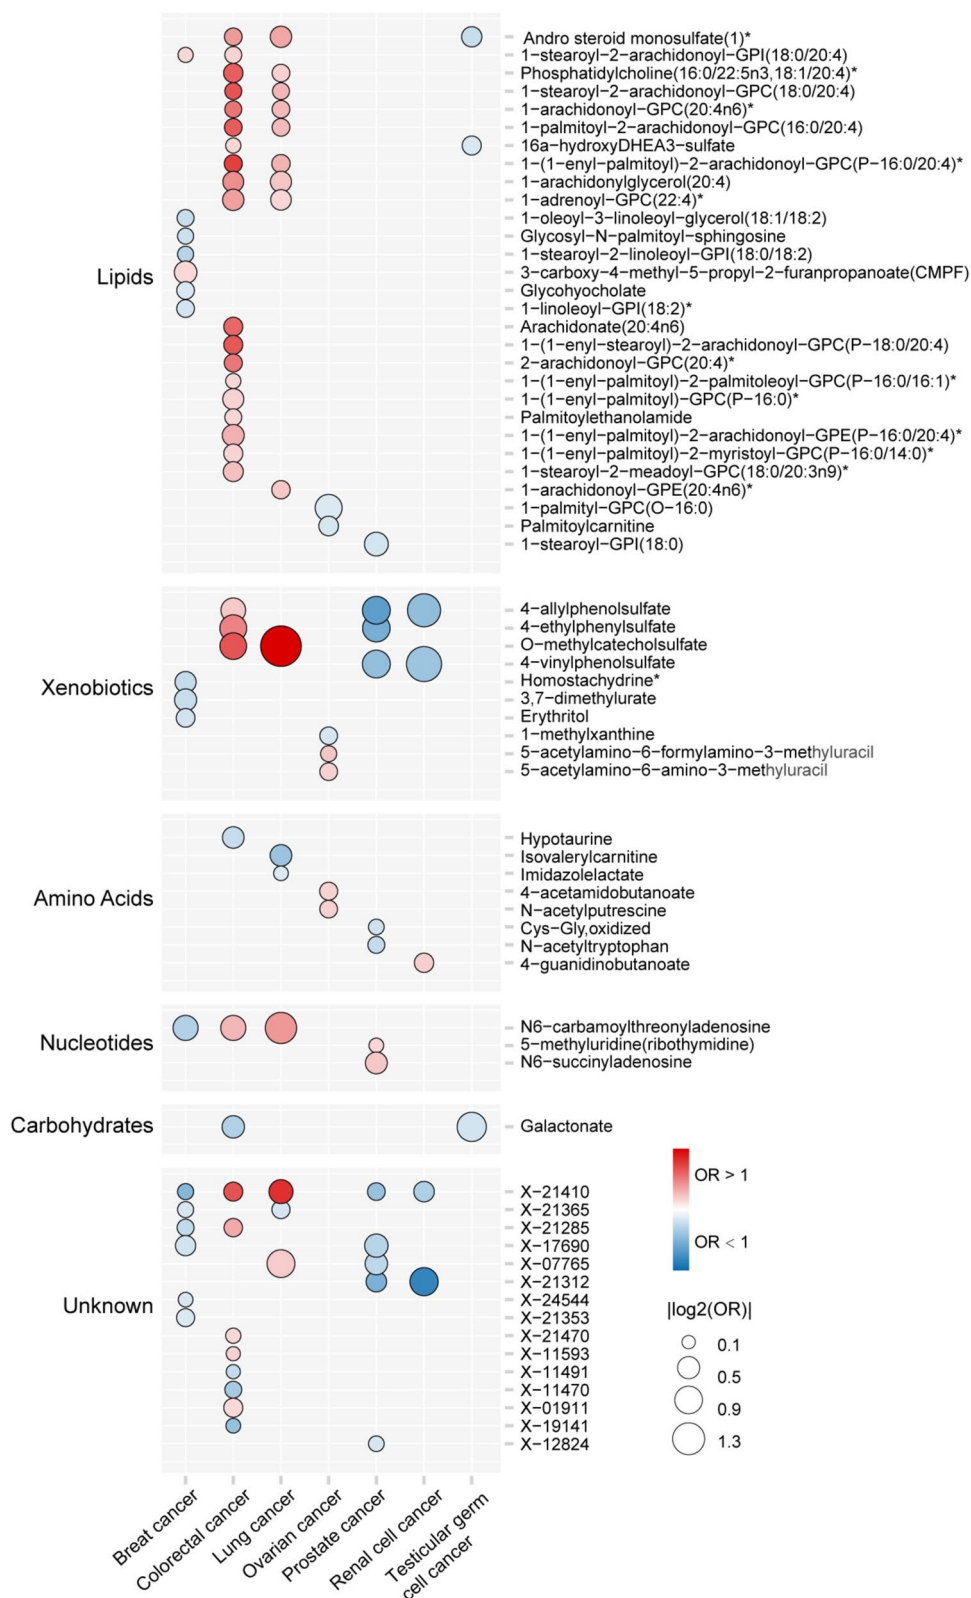 Lipids
Andro steroid monosulfate(1)*
1−stearoyl−2−arachidonoyl−GPI(18:0/20:4)
Phosphatidylcholine(16:0/22:5n3,18:1/20:4)*
1−stearoyl−2−arachidonoyl−GPC(18:0/20:4)
1−arachidonoyl−GPC(20:4n6)*
1−palmitoyl−2−arachidonoyl−GPC(16:0/20:4)
16a−hydroxyDHEA3−sulfate
1−(1−enyl−palmitoyl)−2−arachidonoyl−GPC(P−16:0/20:4)*
1−arachidonylglycerol(20:4)
1−adrenoyl−GPC(22:4)*
1−oleoyl−3−linoleoyl−glycerol(18:1/18:2)
Glycosyl−N−palmitoyl−sphingosine
1−stearoyl−2−linoleoyl−GPI(18:0/18:2)
3−carboxy−4−methyl−5−propyl−2−furanpropanoate(CMPF)
Glycohyocholate
1−linoleoyl−GPI(18:2)*
Arachidonate(20:4n6)
1−(1−enyl−stearoyl)−2−arachidonoyl−GPC(P−18:0/20:4)
2−arachidonoyl−GPC(20:4)*
1−(1−enyl−palmitoyl)−2−palmitoleoyl−GPC(P−16:0/16:1)*
1−(1−enyl−palmitoyl)−GPC(P−16:0)*
Palmitoylethanolamide
1−(1−enyl−palmitoyl)−2−arachidonoyl−GPE(P−16:0/20:4)*
1−(1−enyl−palmitoyl)−2−myristoyl−GPC(P−16:0/14:0)*
1−stearoyl−2−meadoyl−GPC(18:0/20:3n9)*
1−arachidonoyl−GPE(20:4n6)*
1−palmityl−GPC(O−16:0)
Palmitoylcarnitine
1−stearoyl−GPI(18:0)
Xenobiotics
4−allylphenolsulfate
4−ethylphenylsulfate
O−methylcatecholsulfate
4−vinylphenolsulfate
Homostachydrine*
3,7−dimethylurate
Erythritol
1−methylxanthine
5−acetylamino−6−formylamino−3−methyluracil
5−acetylamino−6−amino−3−methyluracil
Amino Acids
Hypotaurine
Isovalerylcarnitine
Imidazolelactate
4−acetamidobutanoate
N−acetylputrescine
Cys−Gly,oxidized
N−acetyltryptophan
4−guanidinobutanoate
Nucleotides
N6−carbamoylthreonyladenosine
5−methyluridine(ribothymidine)
N6−succinyladenosine
Carbohydrates
Galactonate
Unknown
X−21410
X−21365
X−21285
X−17690
X−07765
X−21312
X−24544
X−21353
X−21470
X−11593
X−11491
X−11470
X−01911
X−19141
X−12824
OR > 1
OR < 1
|log2(OR)|
0.1
0.5
0.9
1.3
Breat cancer
Colorectal cancer
Lung cancer
Ovarian cancer
Prostate cancer
Renal cell cancer
Testicular germ
cell cancer